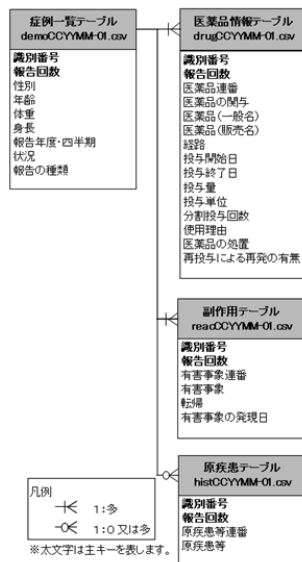 症例一覧テーブル
demoCCYYMM-01.csv
識別番号
報告回数
性別
年齢
体重
身長
報告年度・四半期
状況
報告の種類
医薬品情報テーブル
drugCCYYMM-01.csv
識別番号
報告回数
医薬品連番
医薬品の関与
医薬品(一般名)
医薬品(販売名)
経路
投与開始日
投与終了日
投与量
投与単位
分割投与回数
使用理由
医薬品の処置
再投与による再発の有無
副作用テーブル
reacCCYYMM-01.csv
識別番号
報告回数
有害事象連番
有害事象
転帰
有害事象の発現日
原疾患テーブル
histCCYYMM-01.csv
識別番号
報告回数
原疾患等連番
原疾患等
凡例
1:多
1:0又は多
※太文字は主キーを表します。